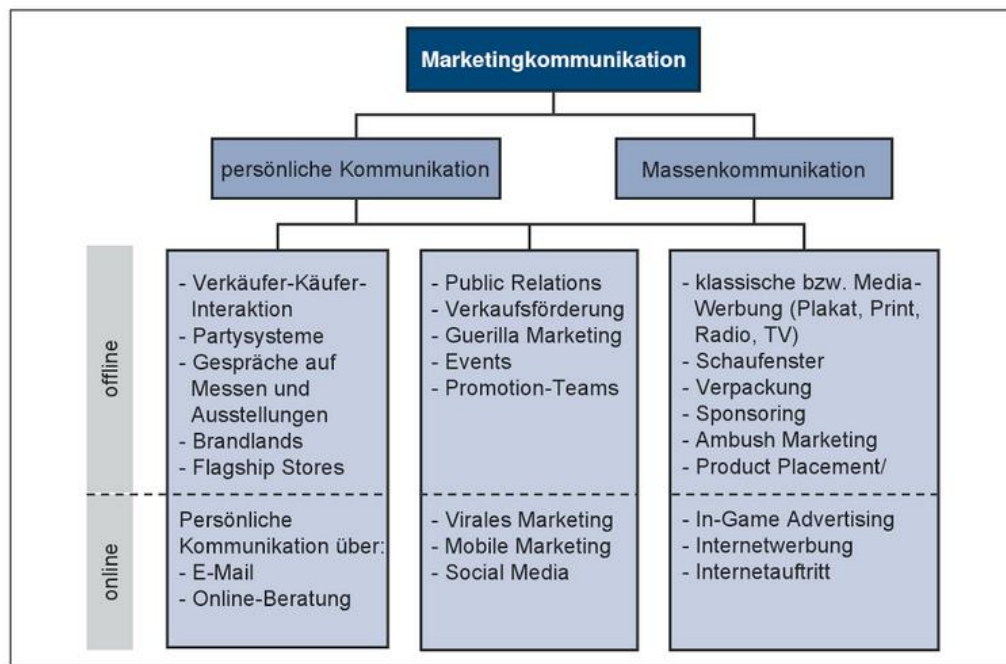 Marketingkommunikation
persönliche Kommunikation
Massenkommunikation
offline
- Verkäufer-Käufer-
Interaktion
- Partysysteme
- Gespräche auf
Messen und
Ausstellungen
- Brandlands
- Flagship Stores
- Public Relations
- Verkaufsförderung
- Guerilla Marketing
- Events
- Promotion-Teams
- klassische bzw. Media-
Werbung (Plakat, Print,
Radio, TV)
- Schaufenster
- Verpackung
- Sponsoring
- Ambush Marketing
- Product Placement/
online
Persönliche
Kommunikation über:
- E-Mail
- Online-Beratung
- Virales Marketing
- Mobile Marketing
- Social Media
- In-Game Advertising
- Internetwerbung
- Internetauftritt